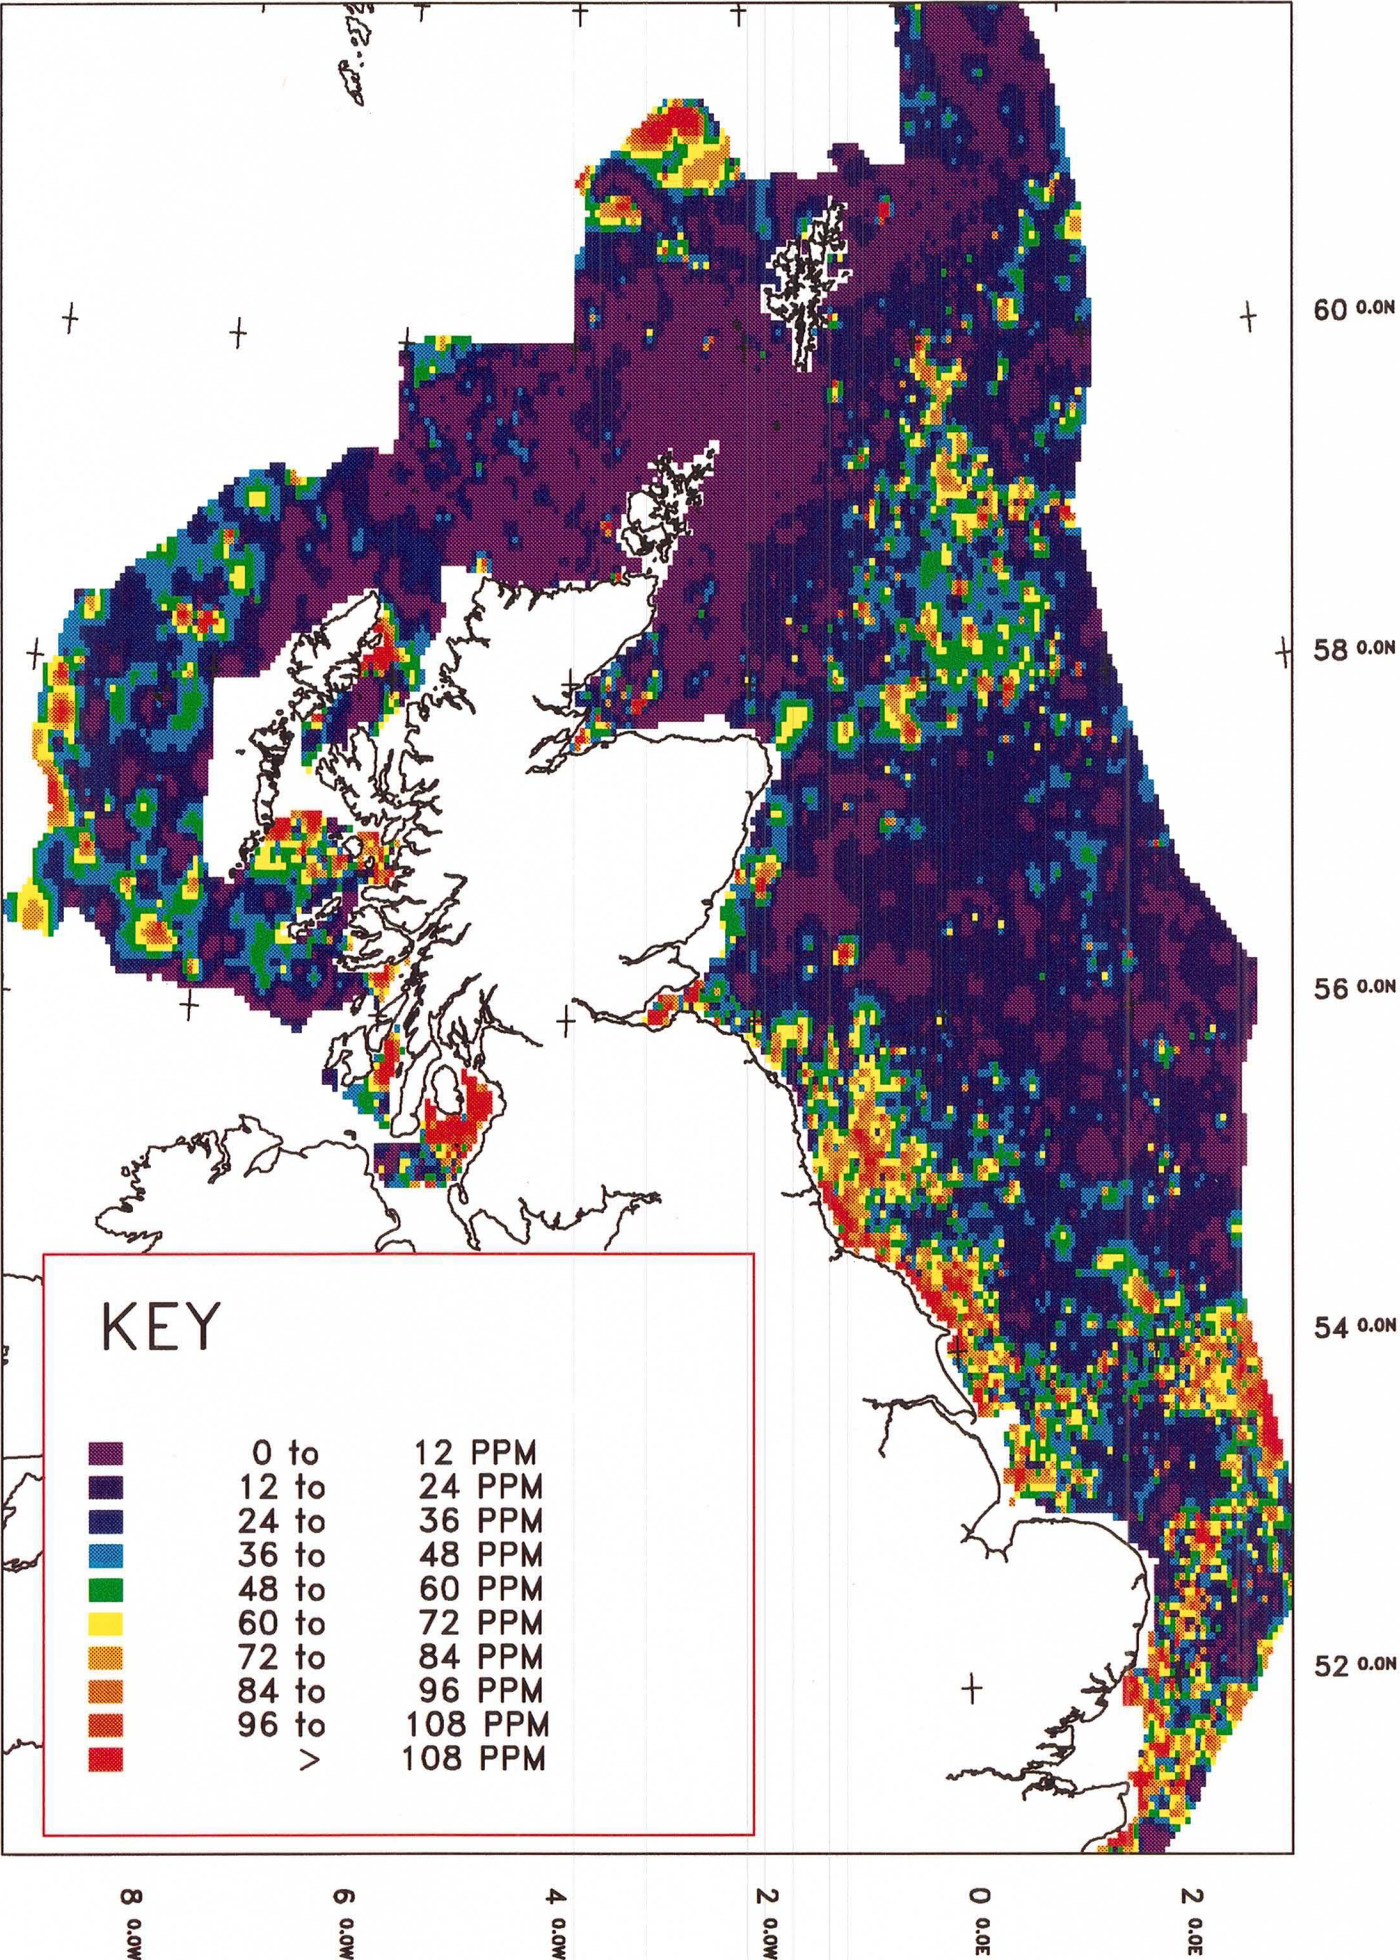 60 0.0N
58 0.0N
56 0.0N
54 0.0N
52 0.0N
KEY
0 to 12 PPM
12 to 24 PPM
24 to 36 PPM
36 to 48 PPM
48 to 60 PPM
60 to 72 PPM
72 to 84 PPM
84 to 96 PPM
96 to 108 PPM
> 108 PPM
8 0.0W
6 0.0W
4 0.0W
2 0.0W
0 0.0E
2 0.0E